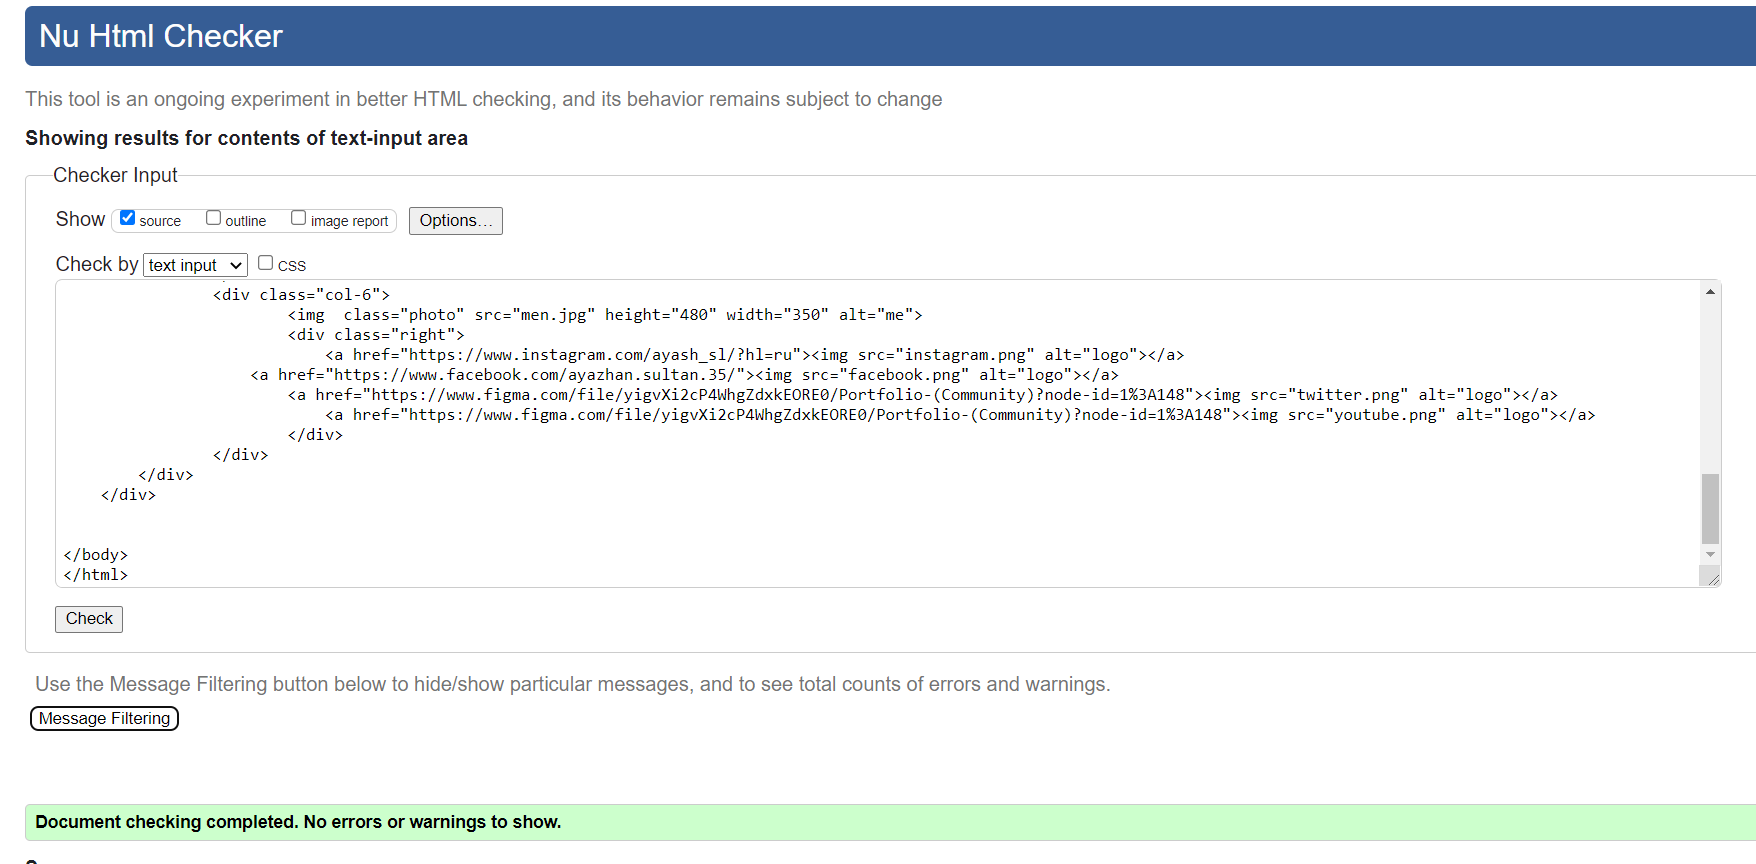 Nu Html Checker
This tool is an ongoing experiment in better HTML checking, and its behavior remains subject to change
Showing results for contents of text-input area
Checker Input
Show source outline image report Options...
Check by text input CSS
<div class="col-6">
<img  class="photo" src="men.jpg" height="480" width="350" alt="me">
<div class="right">
<a href="https://www.instagram.com/ayash_sl/?hl=ru"><img src="instagram.png" alt="logo"></a>
<a href="https://www.facebook.com/ayazhan.sultan.35/"><img src="facebook.png" alt="logo"></a>
<a href="https://www.figma.com/file/yigvXi2cP4WhgZdxkEORE0/Portfolio-(Community)?node-id=1%3A148"><img src="twitter.png" alt="logo"></a>
<a href="https://www.figma.com/file/yigvXi2cP4WhgZdxkEORE0/Portfolio-(Community)?node-id=1%3A148"><img src="youtube.png" alt="logo"></a>
</div>
</div>
</div>
</div>
</body>
</html>
Check
Use the Message Filtering button below to hide/show particular messages, and to see total counts of errors and warnings.
Message Filtering
Document checking completed. No errors or warnings to show.